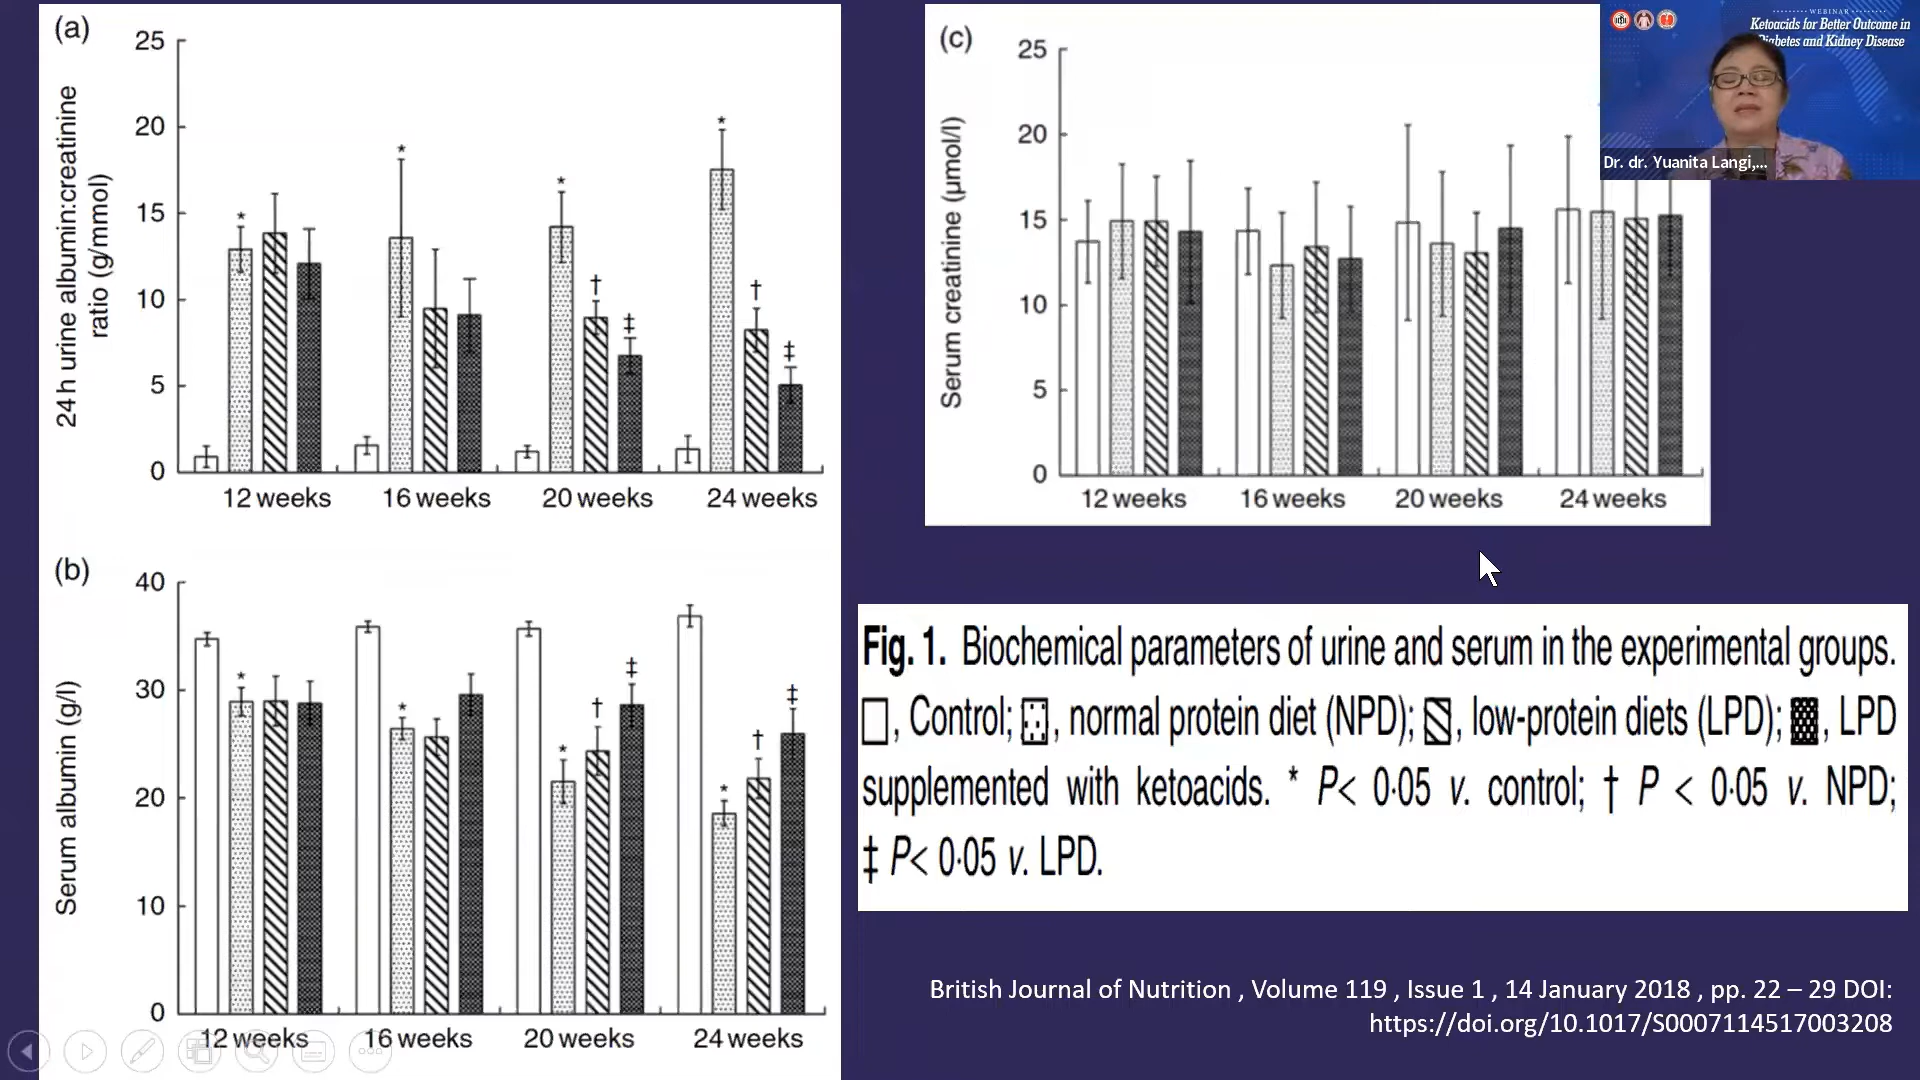 (a)
25
20
15
10
5
0
24 h urine albumin:creatinine
ratio (g/mmol)
*
*
*
†
‡
*
†
‡
12 weeks
16 weeks
20 weeks
24 weeks
(b)
40
30
20
10
0
Serum albumin (g/l)
*
*
*
†
‡
*
†
‡
12 weeks
16 weeks
20 weeks
24 weeks
(c)
25
20
15
10
5
0
Serum creatinine (µmol/l)
12 weeks
16 weeks
20 weeks
24 weeks
WEBINAR
Ketoacids for Better Outcome in
Diabetes and Kidney Disease
Dr. dr. Yuanita Langi,...
Fig. 1. Biochemical parameters of urine and serum in the experimental groups.
, Control; , normal protein diet (NPD); , low-protein diets (LPD); , LPD
supplemented with ketoacids. * P< 0·05 v. control; † P < 0·05 v. NPD;
‡ P< 0·05 v. LPD.
British Journal of Nutrition , Volume 119 , Issue 1 , 14 January 2018 , pp. 22 – 29 DOI:
https://doi.org/10.1017/S0007114517003208